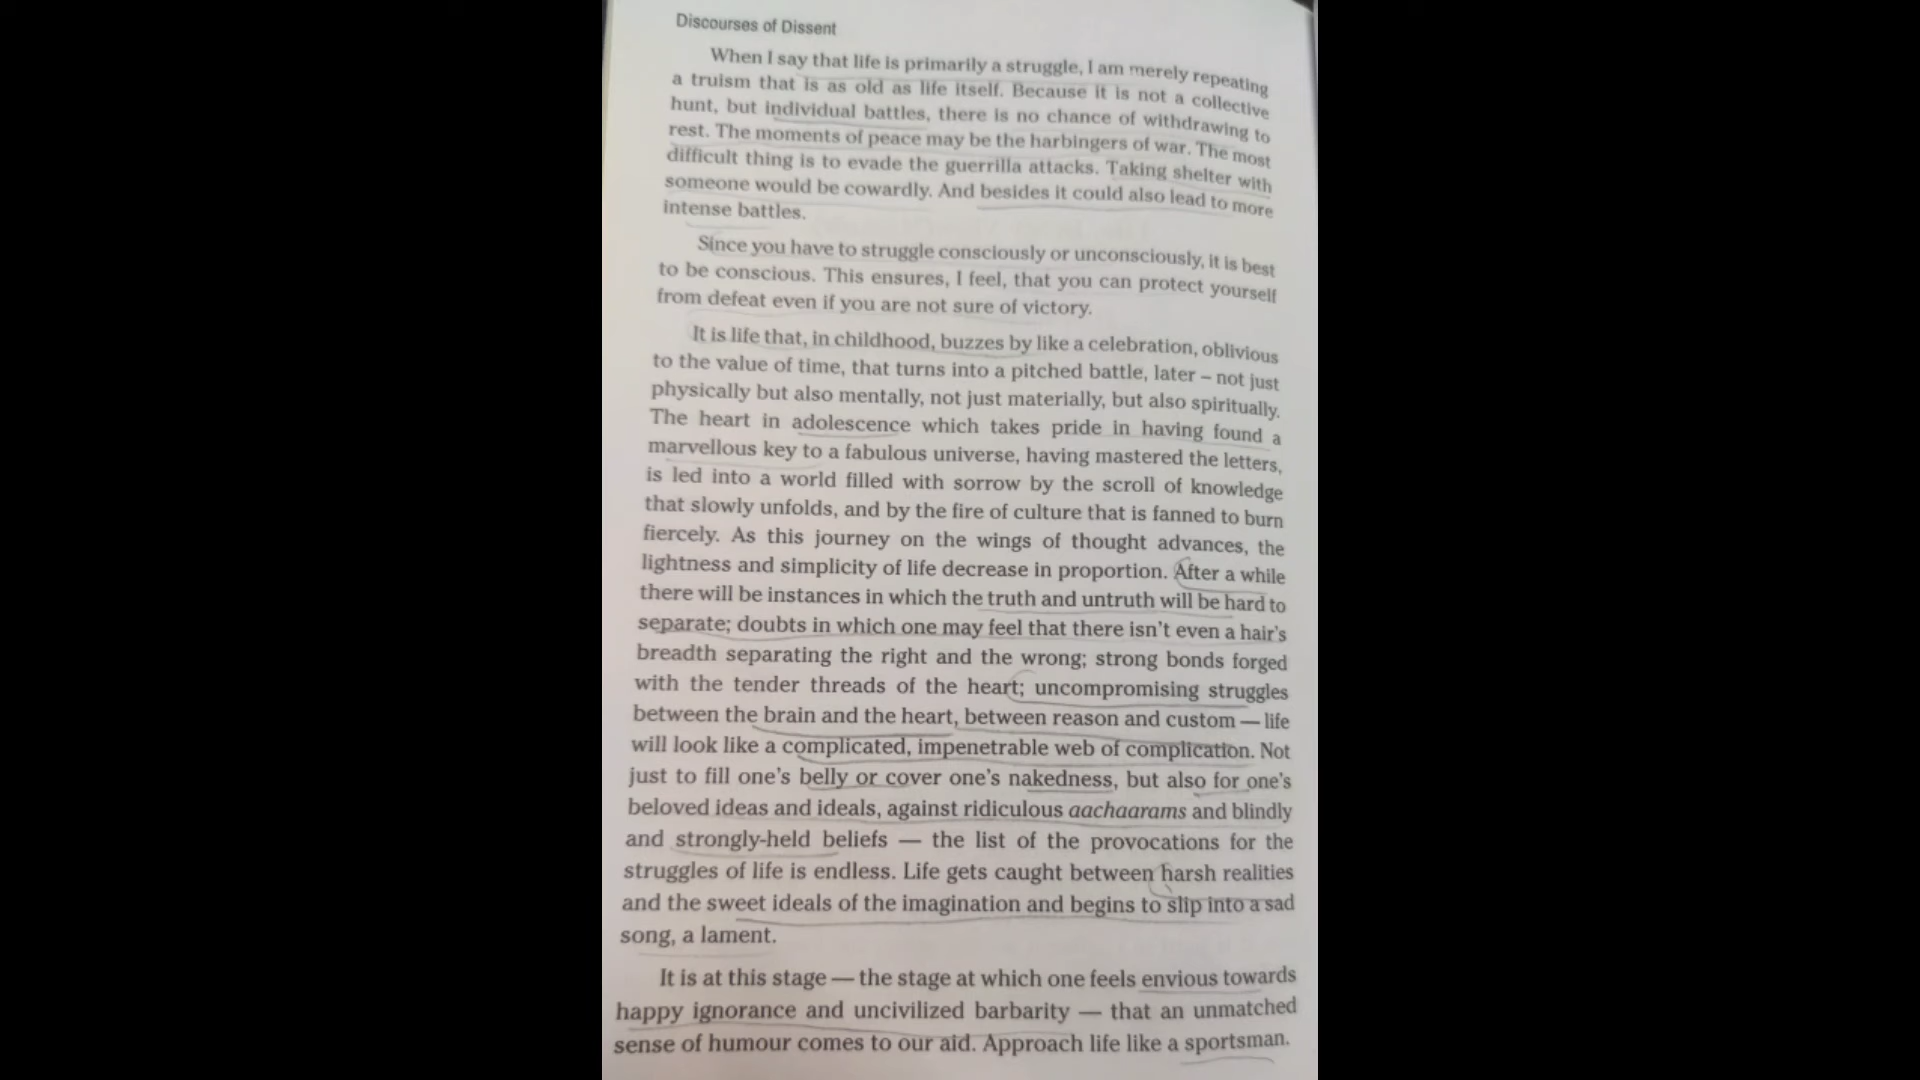 Discourses of Dissent
When I say that life is primarily a struggle, I am merely repeating
a truism that is as old as life itself. Because it is not a collective
hunt, but individual battles, there is no chance of withdrawing to
rest. The moments of peace may be the harbingers of war. The most
difficult thing is to evade the guerrilla attacks. Taking shelter with
someone would be cowardly. And besides it could also lead to more
intense battles.
Since you have to struggle consciously or unconsciously, it is best
to be conscious. This ensures, I feel, that you can protect yourself
from defeat even if you are not sure of victory.
It is life that, in childhood, buzzes by like a celebration, oblivious
to the value of time, that turns into a pitched battle, later – not just
physically but also mentally, not just materially, but also spiritually.
The heart in adolescence which takes pride in having found a
marvellous key to a fabulous universe, having mastered the letters,
is led into a world filled with sorrow by the scroll of knowledge
that slowly unfolds, and by the fire of culture that is fanned to burn
fiercely. As this journey on the wings of thought advances, the
lightness and simplicity of life decrease in proportion. After a while
there will be instances in which the truth and untruth will be hard to
separate; doubts in which one may feel that there isn't even a hair's
breadth separating the right and the wrong; strong bonds forged
with the tender threads of the heart; uncompromising struggles
between the brain and the heart, between reason and custom — life
will look like a complicated, impenetrable web of complication. Not
just to fill one's belly or cover one's nakedness, but also for one's
beloved ideas and ideals, against ridiculous aachaarams and blindly
and strongly-held beliefs — the list of the provocations for the
struggles of life is endless. Life gets caught between harsh realities
and the sweet ideals of the imagination and begins to slip into a sad
song, a lament.
It is at this stage — the stage at which one feels envious towards
happy ignorance and uncivilized barbarity — that an unmatched
sense of humour comes to our aid. Approach life like a sportsman.